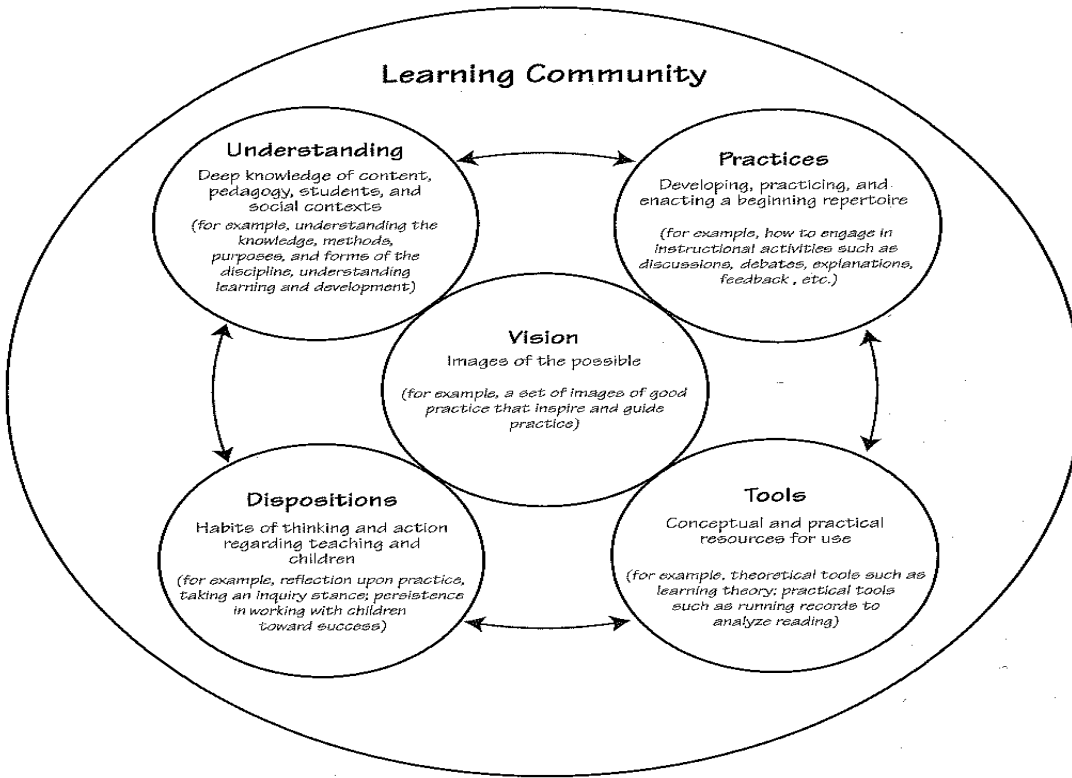 Learning Community
Understanding
Deep knowledge of content,
pedagogy, students, and
social contexts
(for example, understanding the
knowledge, methods,
purposes, and forms of the
discipline, understanding
learning and development)
Practices
Developing, practicing, and
enacting a beginning repertoire
(for example, how to engage in
instructional activities such as
discussions, debates, explanations,
feedback , etc.)
Vision
Images of the possible
(for example, a set of images of good
practice that inspire and guide
practice)
Dispositions
Habits of thinking and action
regarding teaching and
children
(for example, reflection upon practice,
taking an inquiry stance; persistence
in working with children
toward success)
Tools
Conceptual and practical
resources for use
(for example, theoretical tools such as
learning theory; practical tools
such as running records to
analyze reading)